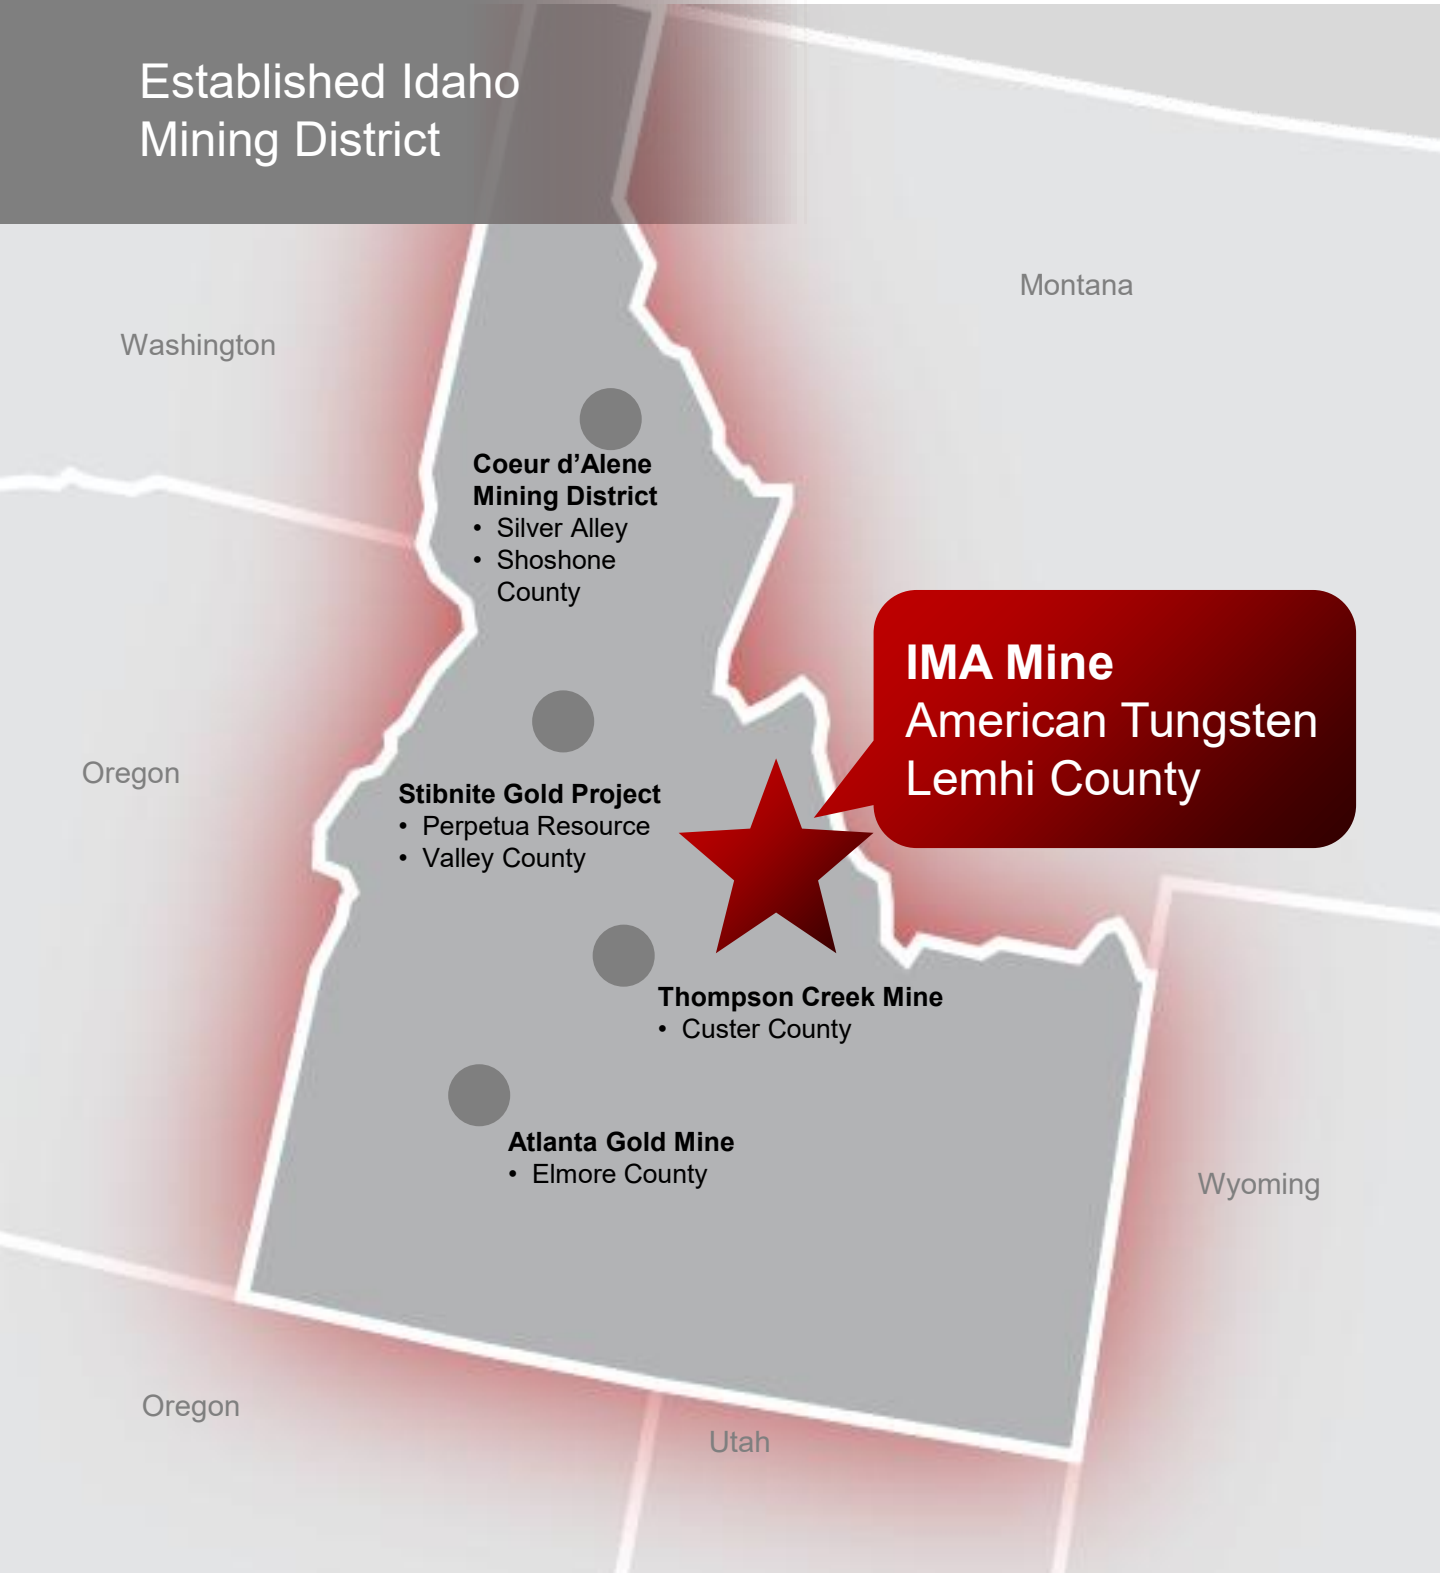 Established Idaho
Mining District
Montana
Washington
Coeur d’Alene
Mining District
• Silver Alley
• Shoshone
County
IMA Mine
American Tungsten
Lemhi County
Oregon
Stibnite Gold Project
• Perpetua Resource
• Valley County
Thompson Creek Mine
• Custer County
Atlanta Gold Mine
• Elmore County
Wyoming
Oregon
Utah